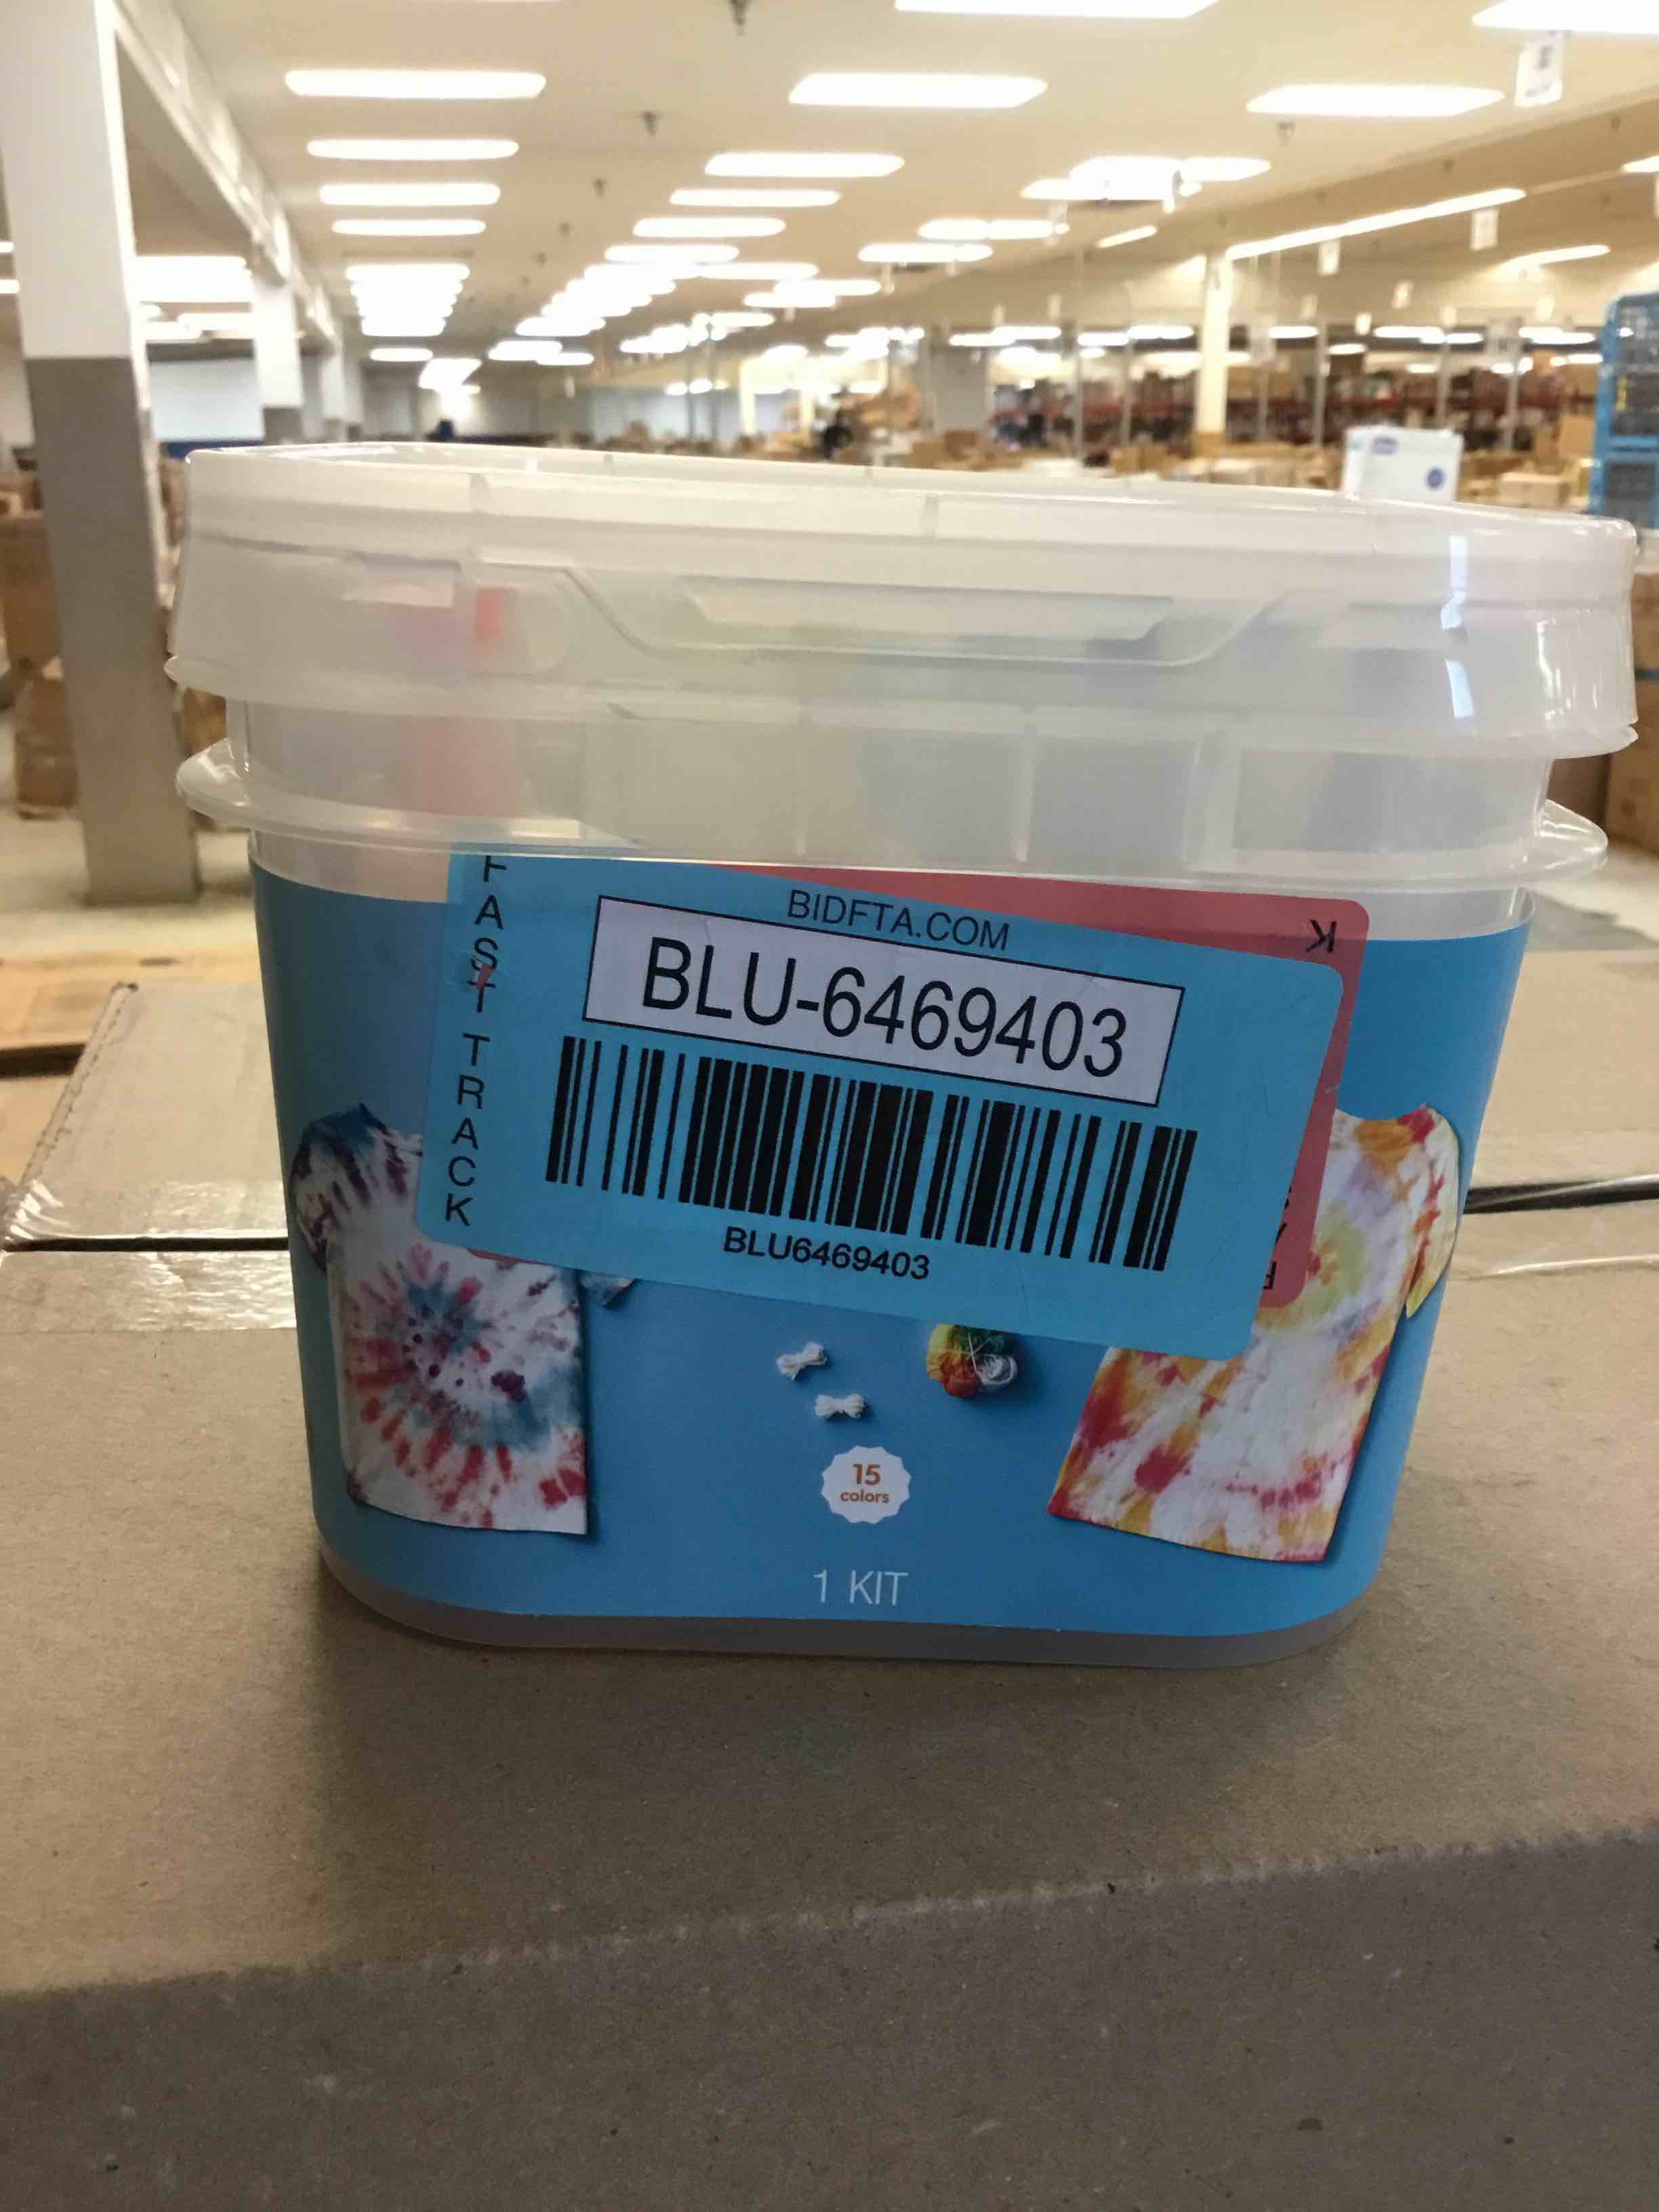 BIDFTA.COM
FAST TRACK
BLU-6469403
BLU6469403
K
F
15
colors
1 KIT